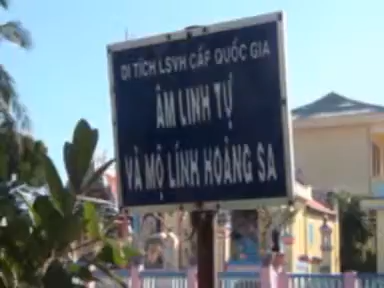 DI TÍCH LSVH CẤP QUỐC GIA
ÂM LINH TỰ
VÀ MỘ LÍNH HOÀNG SA